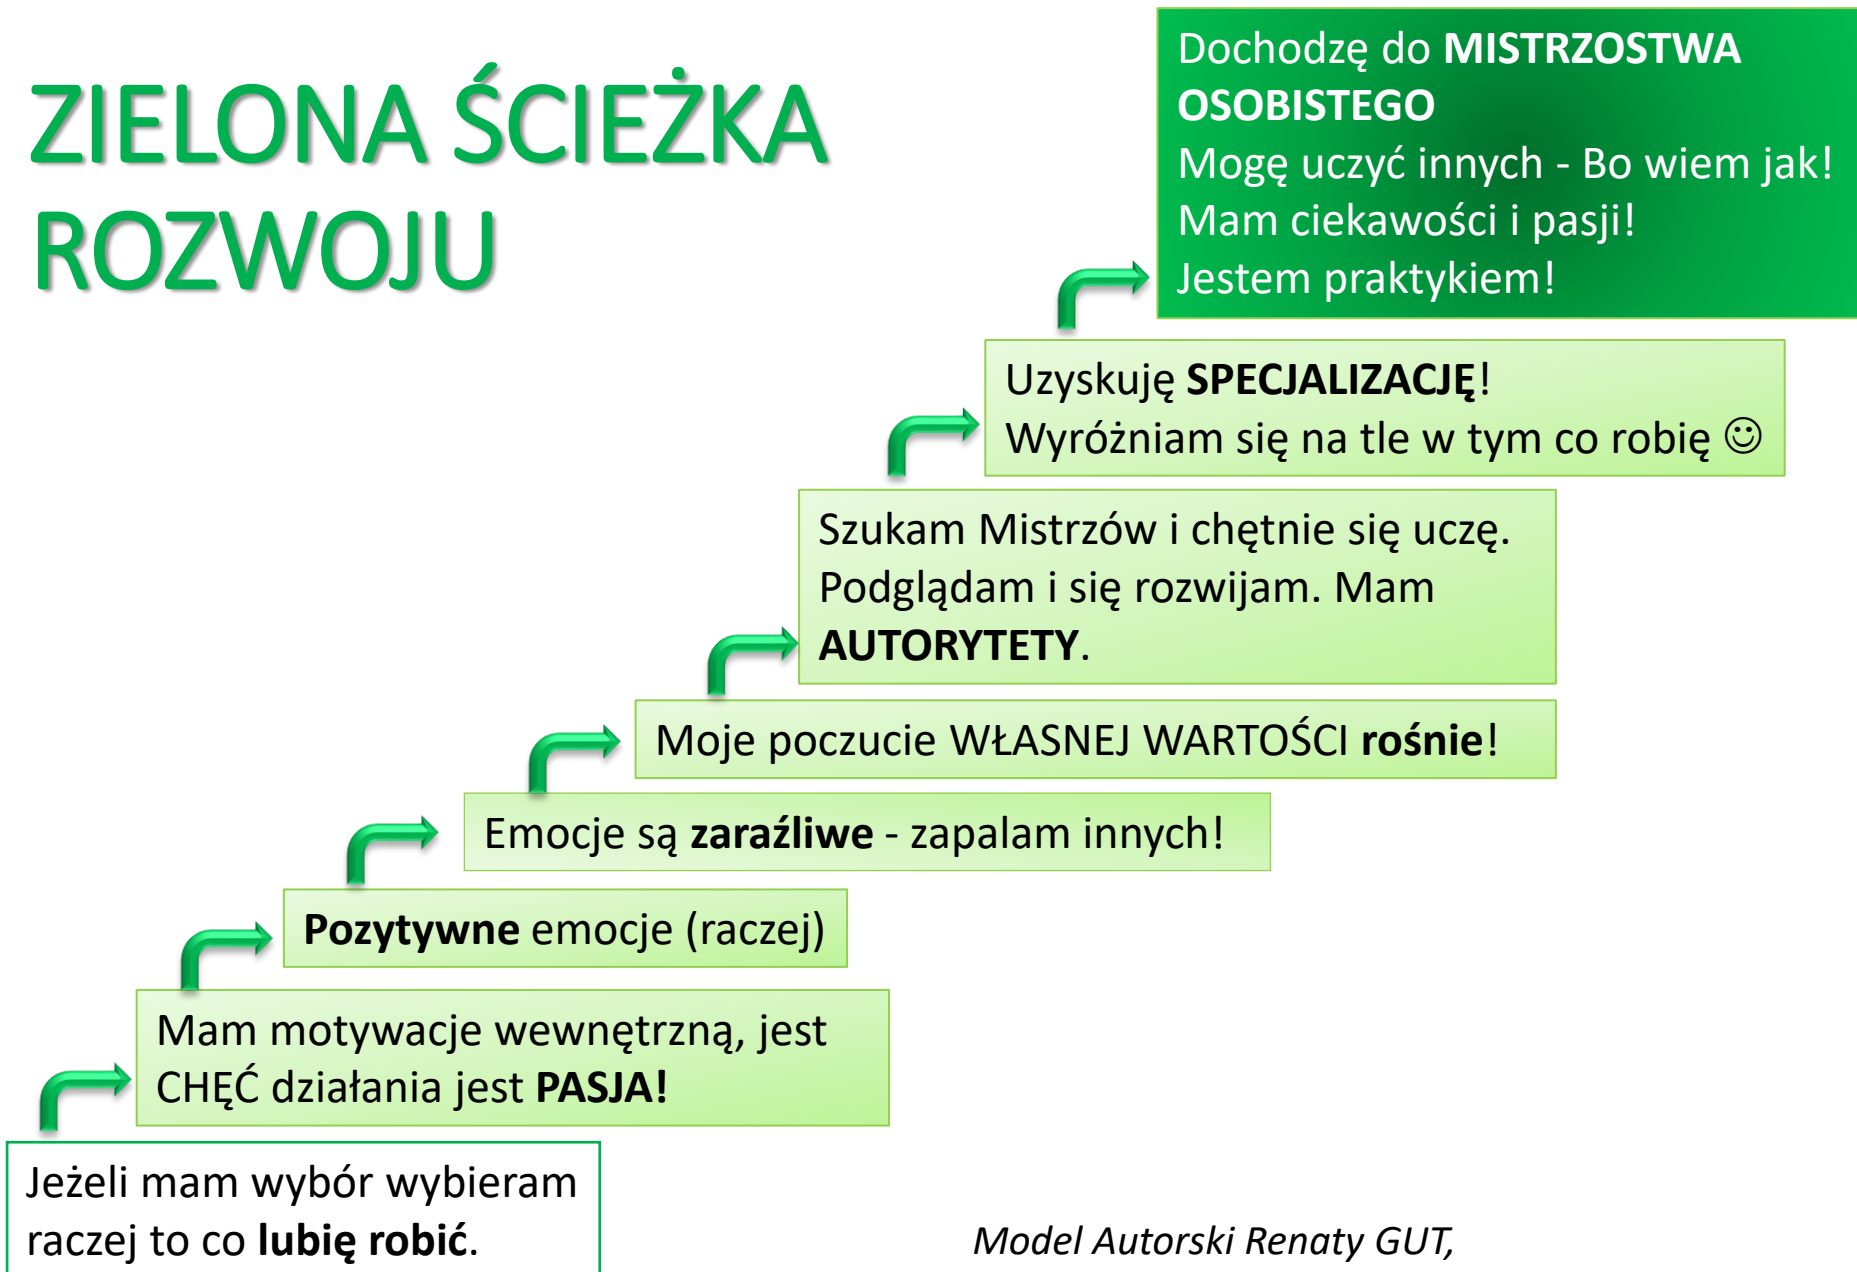 ZIELONA ŚCIEŻKA
ROZWOJU
Dochodzę do MISTRZOSTWA
OSOBISTEGO
Mogę uczyć innych - Bo wiem jak!
Mam ciekawości i pasji!
Jestem praktykiem!
Uzyskuję SPECJALIZACJĘ!
Wyróżniam się na tle w tym co robię ☺
Szukam Mistrzów i chętnie się uczę.
Podglądam i się rozwijam. Mam
AUTORYTETY.
Moje poczucie WŁASNEJ WARTOŚCI rośnie!
Emocje są zaraźliwe - zapalam innych!
Pozytywne emocje (raczej)
Mam motywacje wewnętrzną, jest
CHĘĆ działania jest PASJA!
Jeżeli mam wybór wybieram
raczej to co lubię robić.
Model Autorski Renaty GUT,